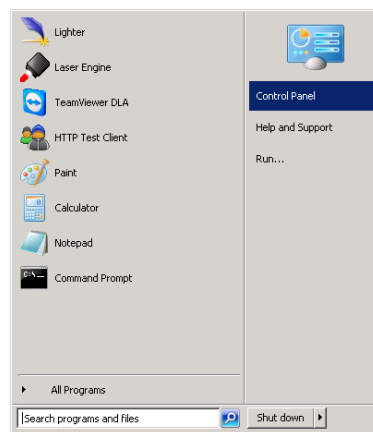 Lighter
Laser Engine
TeamViewer DLA
HTTP Test Client
Paint
Calculator
Notepad
C:\
Command Prompt
All Programs
Search programs and files
Control Panel
Help and Support
Run...
Shut down